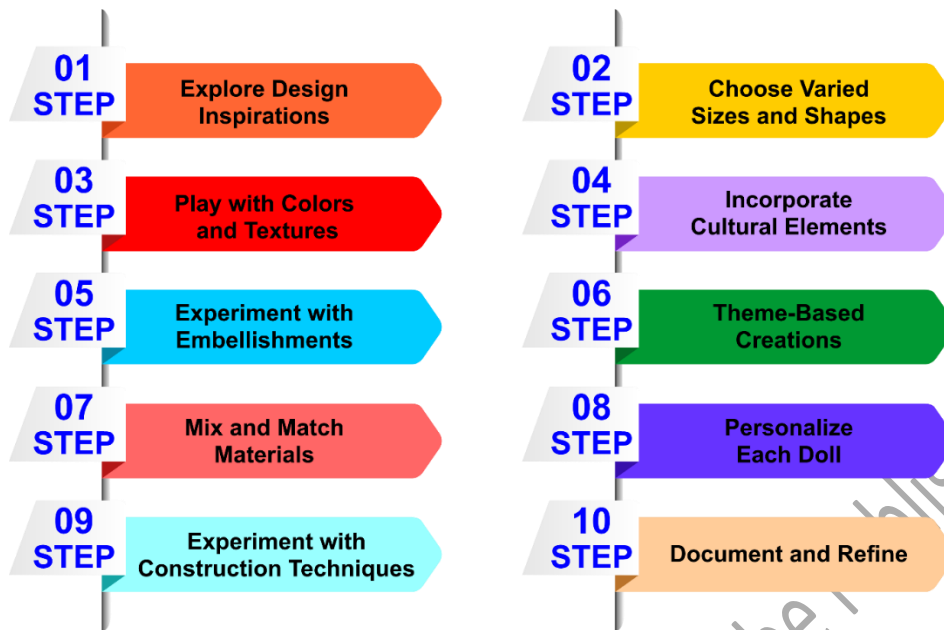 01
STEP
Explore Design
Inspirations
02
STEP
Choose Varied
Sizes and Shapes
03
STEP
Play with Colors
and Textures
04
STEP
Incorporate
Cultural Elements
05
STEP
Experiment with
Embellishments
06
STEP
Theme-Based
Creations
07
STEP
Mix and Match
Materials
08
STEP
Personalize
Each Doll
09
STEP
Experiment with
Construction Techniques
10
STEP
Document and Refine
the